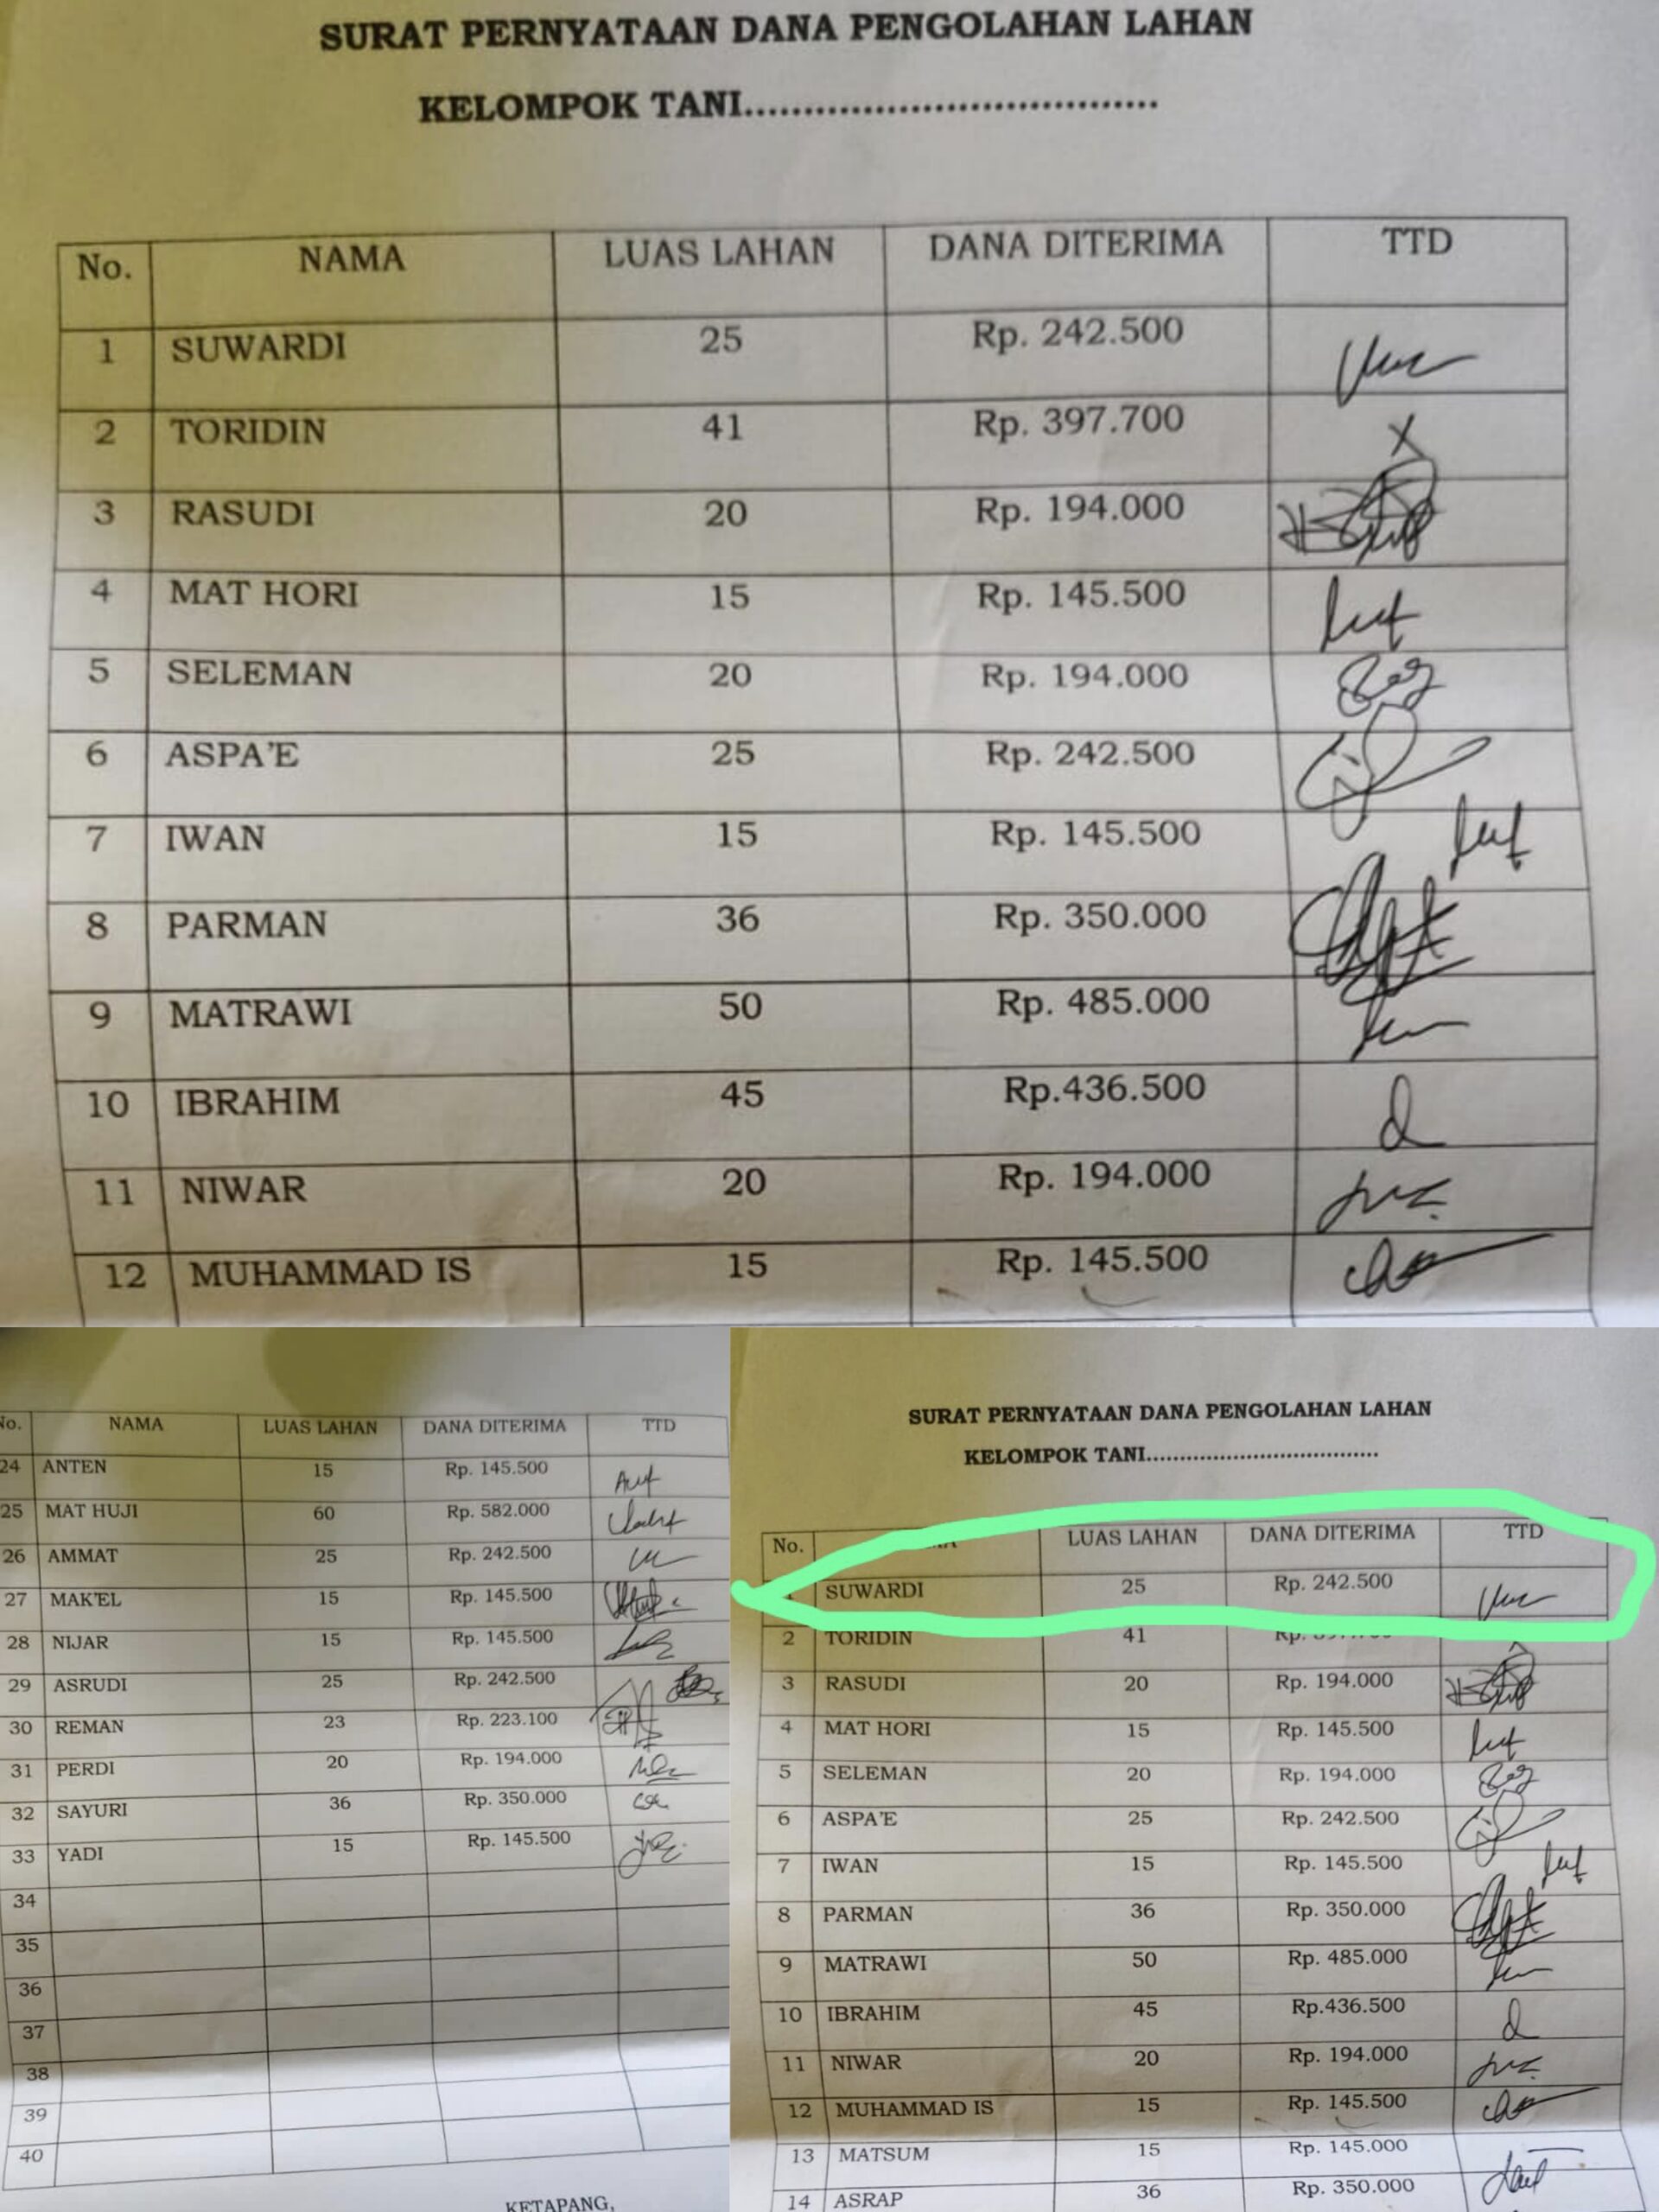 SURAT PERNYATAAN DANA PENGOLAHAN LAHAN
KELOMPOK TANI...................................
No. NAMA LUAS LAHAN DANA DITERIMA TTD
1 SUWARDI 25 Rp. 242.500
2 TORIDIN 41 Rp. 397.700 X
3 RASUDI 20 Rp. 194.000
4 MAT HORI 15 Rp. 145.500
5 SELEMAN 20 Rp. 194.000
6 ASPA'E 25 Rp. 242.500
7 IWAN 15 Rp. 145.500
8 PARMAN 36 Rp. 350.000
9 MATRAWI 50 Rp. 485.000
10 IBRAHIM 45 Rp.436.500
11 NIWAR 20 Rp. 194.000
12 MUHAMMAD IS 15 Rp. 145.500
No. NAMA LUAS LAHAN DANA DITERIMA TTD
24 ANTEN 15 Rp. 145.500
25 MAT HUJI 60 Rp. 582.000
26 AMMAT 25 Rp. 242.500
27 MAK'EL 15 Rp. 145.500
28 NIJAR 15 Rp. 145.500
29 ASRUDI 25 Rp. 242.500
30 REMAN 23 Rp. 223.100
31 PERDI 20 Rp. 194.000
32 SAYURI 36 Rp. 350.000
33 YADI 15 Rp. 145.500
34
35
36
37
38
39
40
KETAPANG,
SURAT PERNYATAAN DANA PENGOLAHAN LAHAN
KELOMPOK TANI...................................
No. LUAS LAHAN DANA DITERIMA TTD
SUWARDI 25 Rp. 242.500
2 TORIDIN 41 Rp.
3 RASUDI 20 Rp. 194.000
4 MAT HORI 15 Rp. 145.500
5 SELEMAN 20 Rp. 194.000
6 ASPA'E 25 Rp. 242.500
7 IWAN 15 Rp. 145.500
8 PARMAN 36 Rp. 350.000
9 MATRAWI 50 Rp. 485.000
10 IBRAHIM 45 Rp.436.500
11 NIWAR 20 Rp. 194.000
12 MUHAMMAD IS 15 Rp. 145.500
13 MATSUM 15 Rp. 145.000
14 ASRAP 36 Rp. 350.000